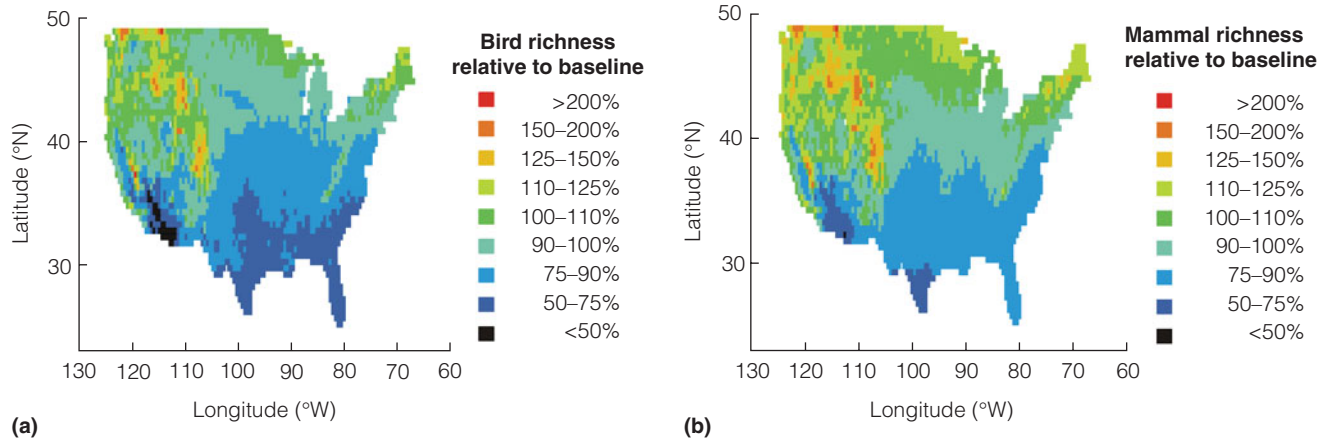 50
40
30
Latitude (°N)
130 120 110 100 90 80 70 60
Longitude (°W)
Bird richness
relative to baseline
>200%
150–200%
125–150%
110–125%
100–110%
90–100%
75–90%
50–75%
<50%
(a)
50
40
30
Latitude (°N)
130 120 110 100 90 80 70 60
Longitude (°W)
Mammal richness
relative to baseline
>200%
150–200%
125–150%
110–125%
100–110%
90–100%
75–90%
50–75%
<50%
(b)